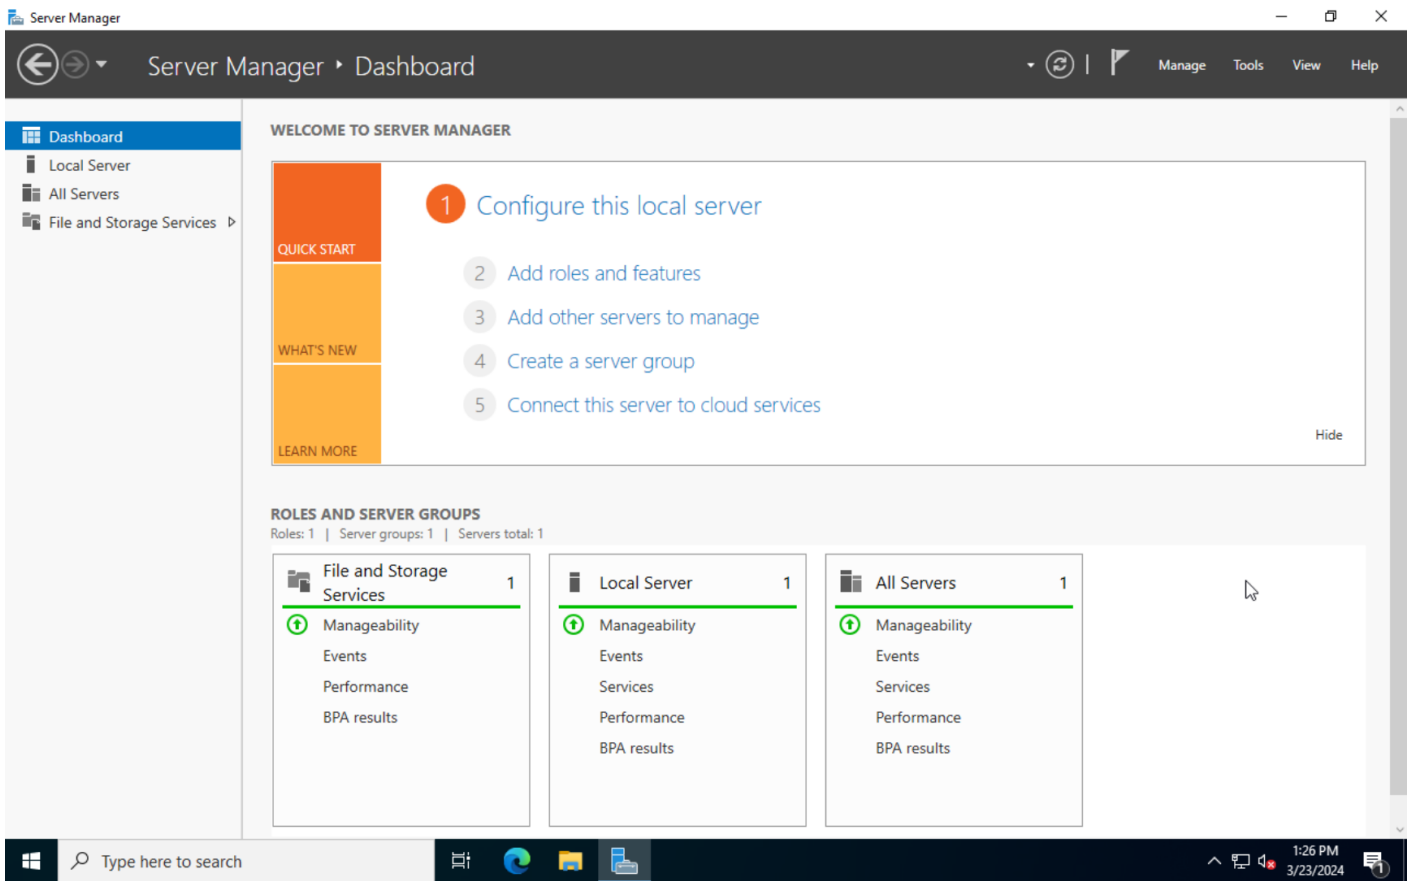 Server Manager
Server Manager • Dashboard
Manage Tools View Help
Dashboard
Local Server
All Servers
File and Storage Services
WELCOME TO SERVER MANAGER
QUICK START
WHAT'S NEW
LEARN MORE
1 Configure this local server
2 Add roles and features
3 Add other servers to manage
4 Create a server group
5 Connect this server to cloud services
Hide
ROLES AND SERVER GROUPS
Roles: 1 | Server groups: 1 | Servers total: 1
File and Storage
Services 1
Manageability
Events
Performance
BPA results
Local Server 1
Manageability
Events
Services
Performance
BPA results
All Servers 1
Manageability
Events
Services
Performance
BPA results
Type here to search
1:26 PM
3/23/2024
1